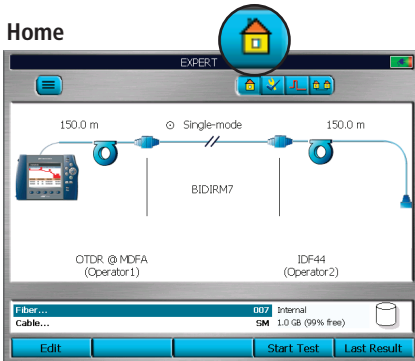 Home
EXPERT
150.0 m
Single-mode
150.0 m
BIDIRM7
OTDR @ MDFA
(Operator1)
IDF44
(Operator2)
Fiber... 007 Internal
Cable... SM 1.0 GB (99% free)
Edit Start Test Last Result